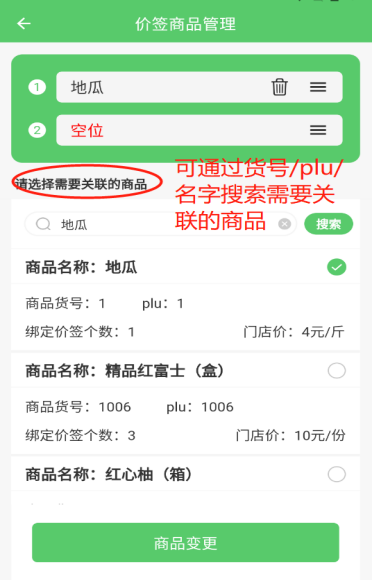 价签商品管理
1 地瓜
2 空位
请选择需要关联的商品
可通过货号/plu/
名字搜索需要关
联的商品
地瓜 搜索
商品名称：地瓜
商品货号：1 plu：1
绑定价签个数：1 门店价：4元/斤
商品名称：精品红富士（盒）
商品货号：1006 plu：1006
绑定价签个数：3 门店价：10元/份
商品名称：红心柚（箱）
商品变更